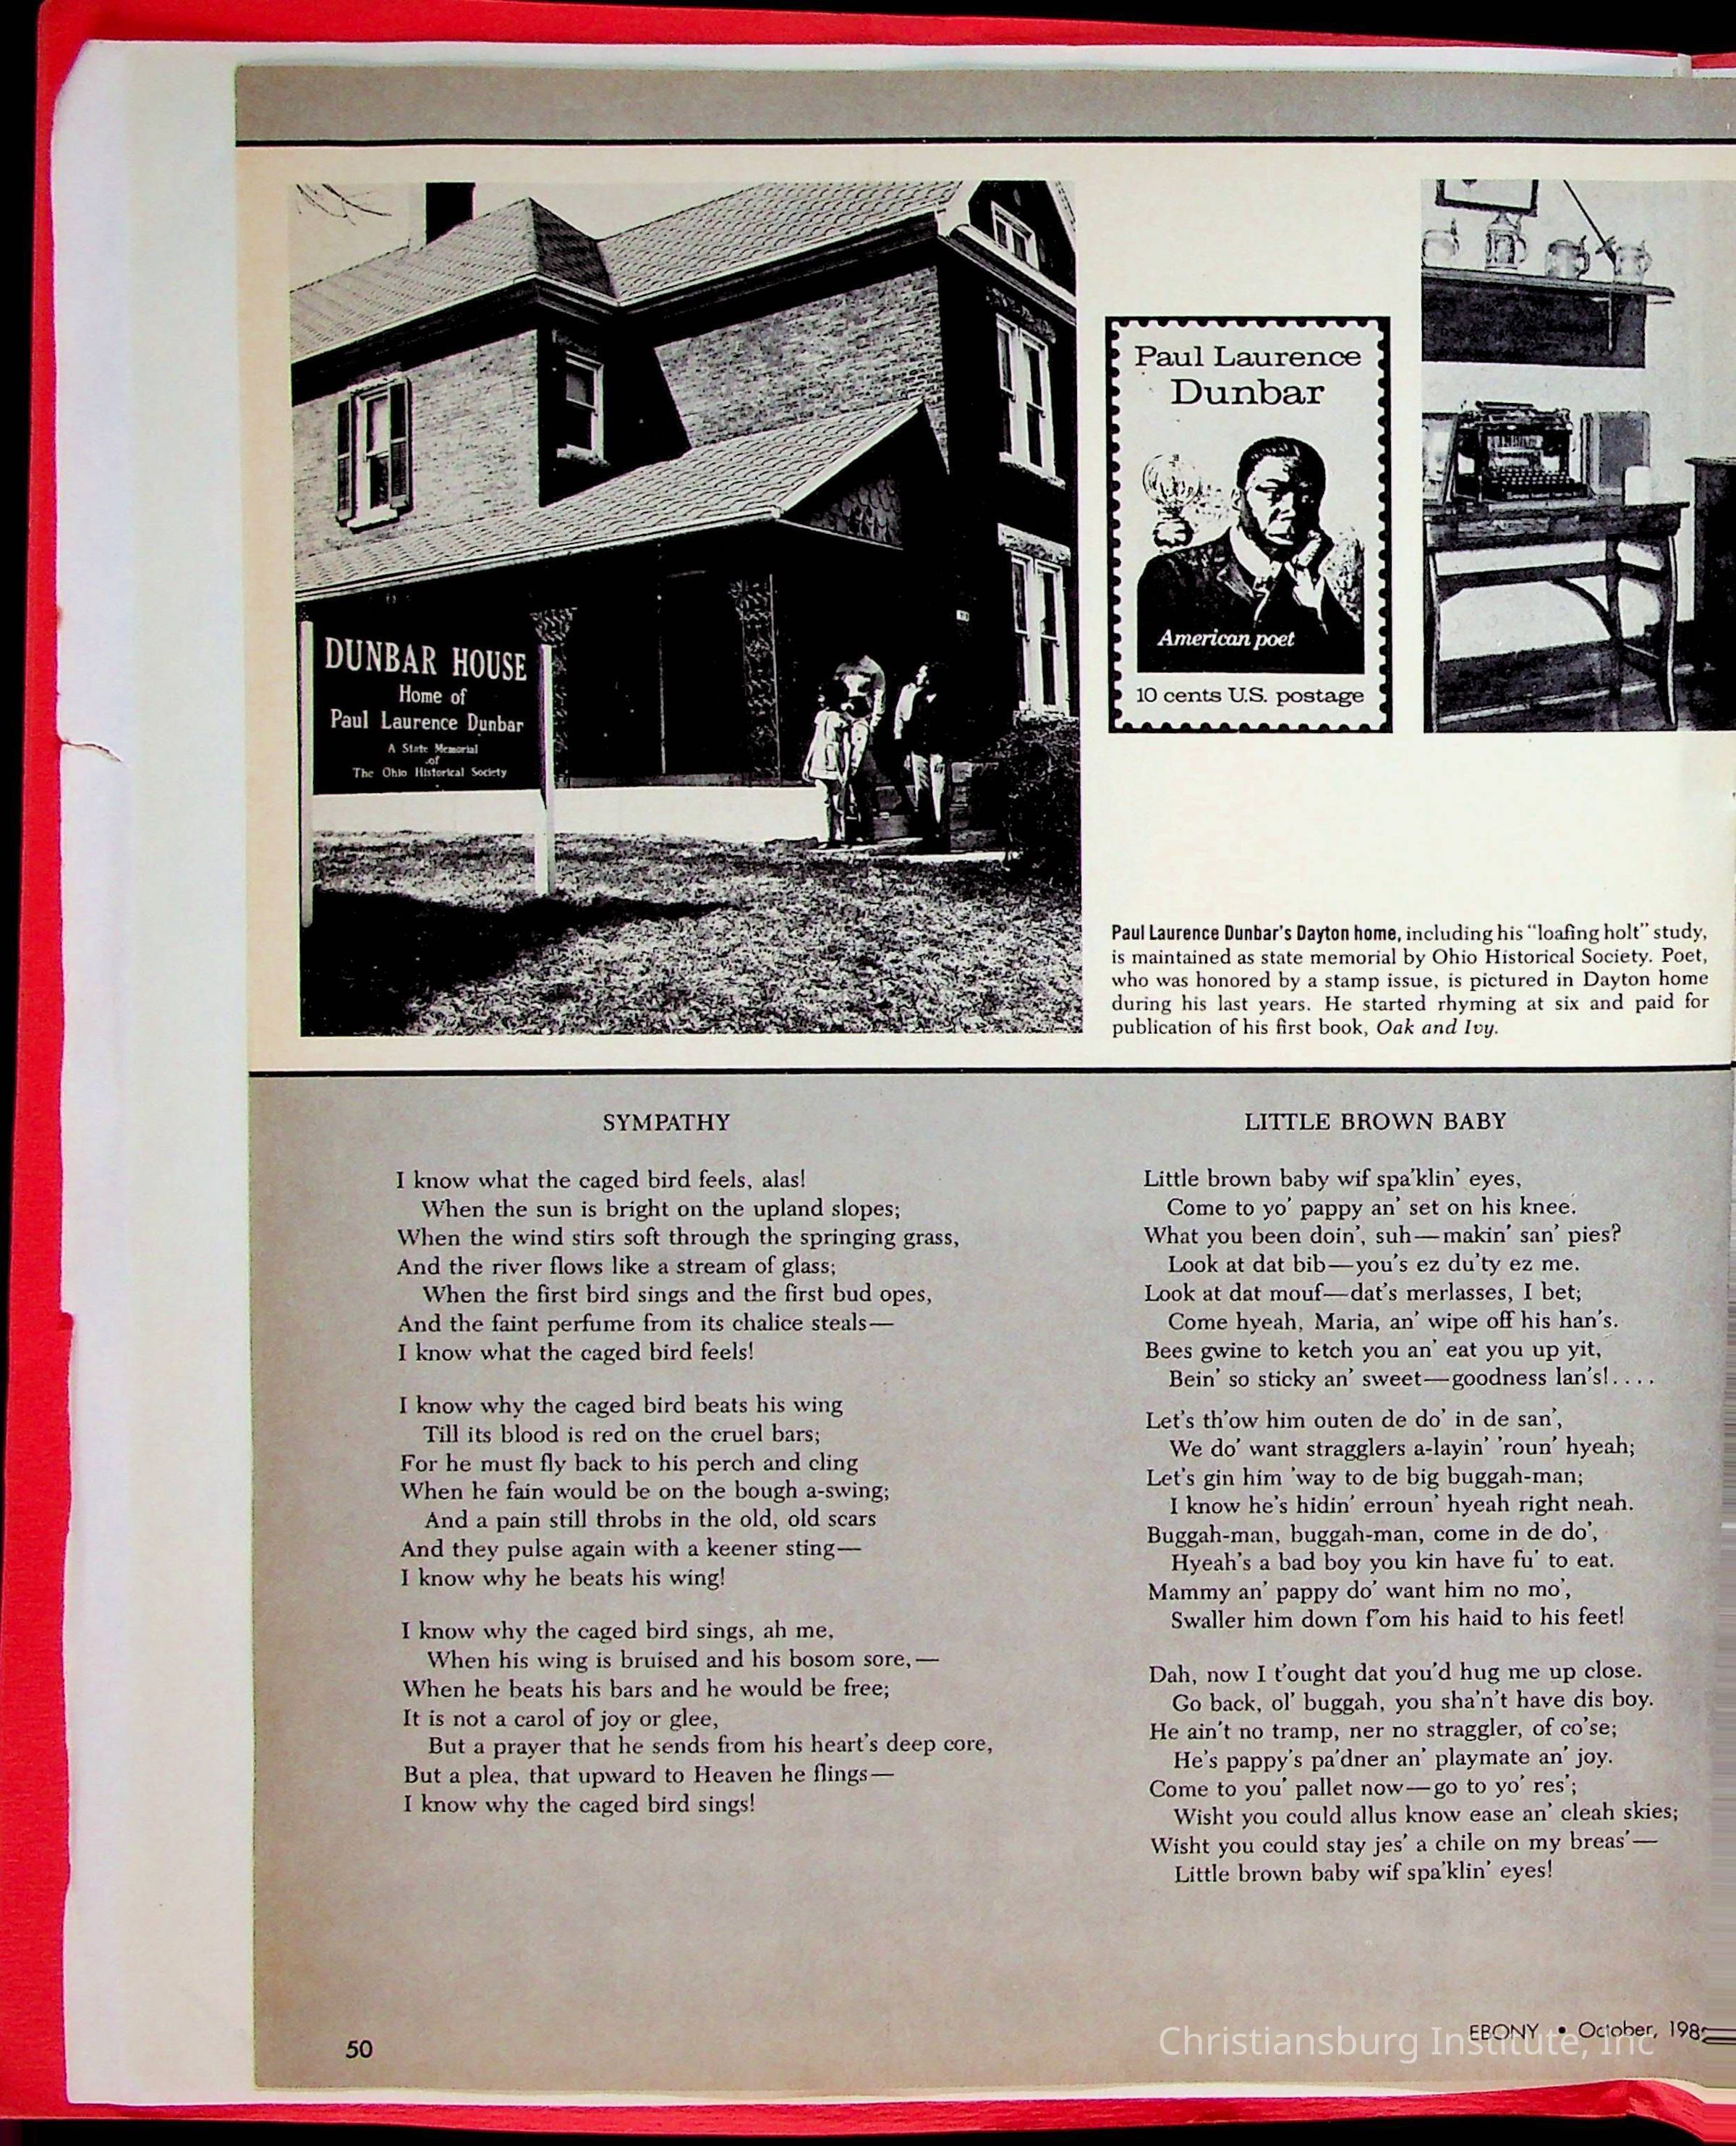 DUNBAR HOUSE
Home of
Paul Laurence Dunbar
A State Memorial
of
The Ohio Historical Society
Paul Laurence
Dunbar
American poet
10 cents U.S. postage
Paul Laurence Dunbar's Dayton home, including his "loafing holt" study,
is maintained as state memorial by Ohio Historical Society. Poet,
who was honored by a stamp issue, is pictured in Dayton home
during his last years. He started rhyming at six and paid for
publication of his first book, Oak and Ivy.
SYMPATHY
I know what the caged bird feels, alas!
When the sun is bright on the upland slopes;
When the wind stirs soft through the springing grass,
And the river flows like a stream of glass;
When the first bird sings and the first bud opes,
And the faint perfume from its chalice steals—
I know what the caged bird feels!
I know why the caged bird beats his wing
Till its blood is red on the cruel bars;
For he must fly back to his perch and cling
When he fain would be on the bough a-swing;
And a pain still throbs in the old, old scars
And they pulse again with a keener sting—
I know why he beats his wing!
I know why the caged bird sings, ah me,
When his wing is bruised and his bosom sore,—
When he beats his bars and he would be free;
It is not a carol of joy or glee,
But a prayer that he sends from his heart's deep core,
But a plea, that upward to Heaven he flings—
I know why the caged bird sings!
LITTLE BROWN BABY
Little brown baby wif spa'klin' eyes,
Come to yo' pappy an' set on his knee.
What you been doin', suh—makin' san' pies?
Look at dat bib—you's ez du'ty ez me.
Look at dat mouf—dat's merlasses, I bet;
Come hyeah, Maria, an' wipe off his han's.
Bees gwine to ketch you an' eat you up yit,
Bein' so sticky an' sweet—goodness lan's!....
Let's th'ow him outen de do' in de san',
We do' want stragglers a-layin' 'roun' hyeah;
Let's gin him 'way to de big buggah-man;
I know he's hidin' erroun' hyeah right neah.
Buggah-man, buggah-man, come in de do',
Hyeah's a bad boy you kin have fu' to eat.
Mammy an' pappy do' want him no mo',
Swaller him down f'om his haid to his feet!
Dah, now I t'ought dat you'd hug me up close.
Go back, ol' buggah, you sha'n't have dis boy.
He ain't no tramp, ner no straggler, of co'se;
He's pappy's pa'dner an' playmate an' joy.
Come to you' pallet now—go to yo' res';
Wisht you could allus know ease an' cleah skies;
Wisht you could stay jes' a chile on my breas'—
Little brown baby wif spa'klin' eyes!
50
EBONY • October, 198
Christiansburg Institute, Inc